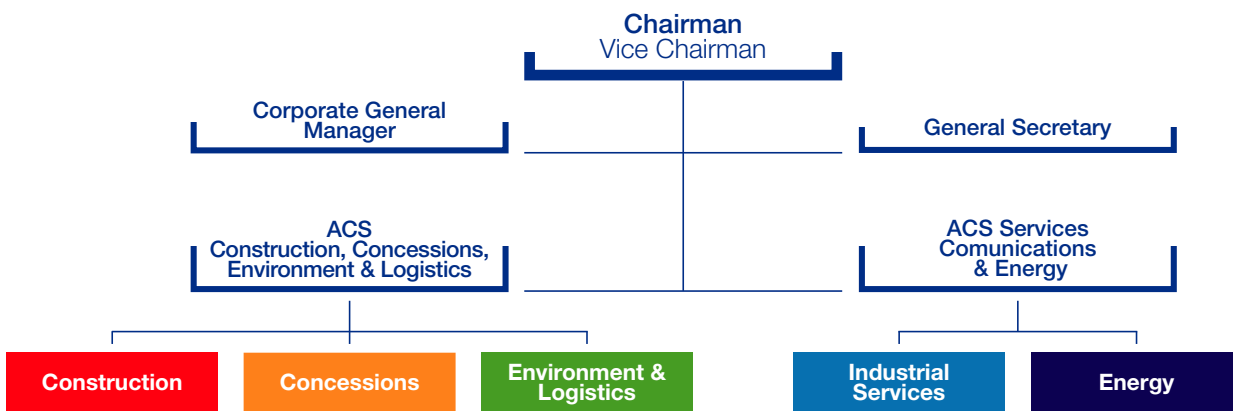 Chairman
Vice Chairman
Corporate General
Manager
General Secretary
ACS
Construction, Concessions,
Environment & Logistics
ACS Services
Comunications
& Energy
Construction
Concessions
Environment &
Logistics
Industrial
Services
Energy